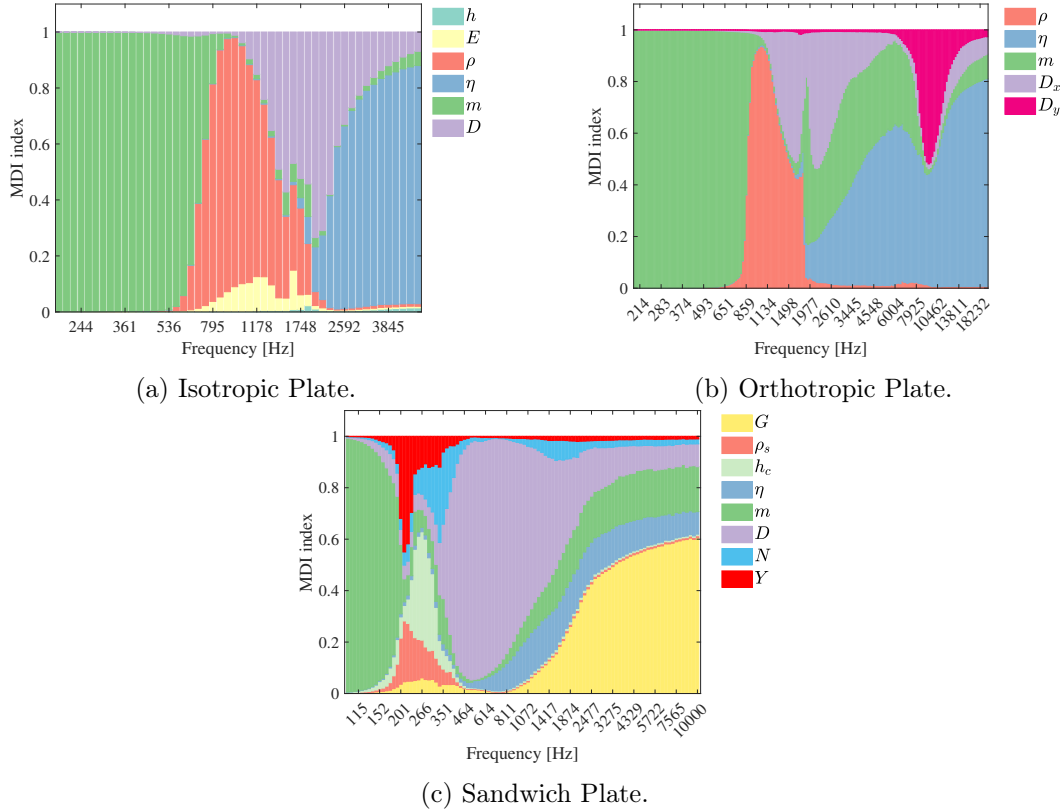 MDI index
1
0.8
0.6
0.4
0.2
0
244 361 536 795 1178 1748 2592 3845
Frequency [Hz]
h
E
ρ
η
m
D
(a) Isotropic Plate.
MDI index
1
0.8
0.6
0.4
0.2
0
214 283 374 493 651 859 1134 1498 1977 2610 3445 4548 6004 7925 10462 13811 18232
Frequency [Hz]
ρ
η
m
D_x
D_y
(b) Orthotropic Plate.
MDI index
1
0.8
0.6
0.4
0.2
0
115 152 201 266 351 464 614 811 1072 1417 1874 2477 3275 4329 5722 7565 10000
Frequency [Hz]
G
ρ_s
h_c
η
m
D
N
Y
(c) Sandwich Plate.